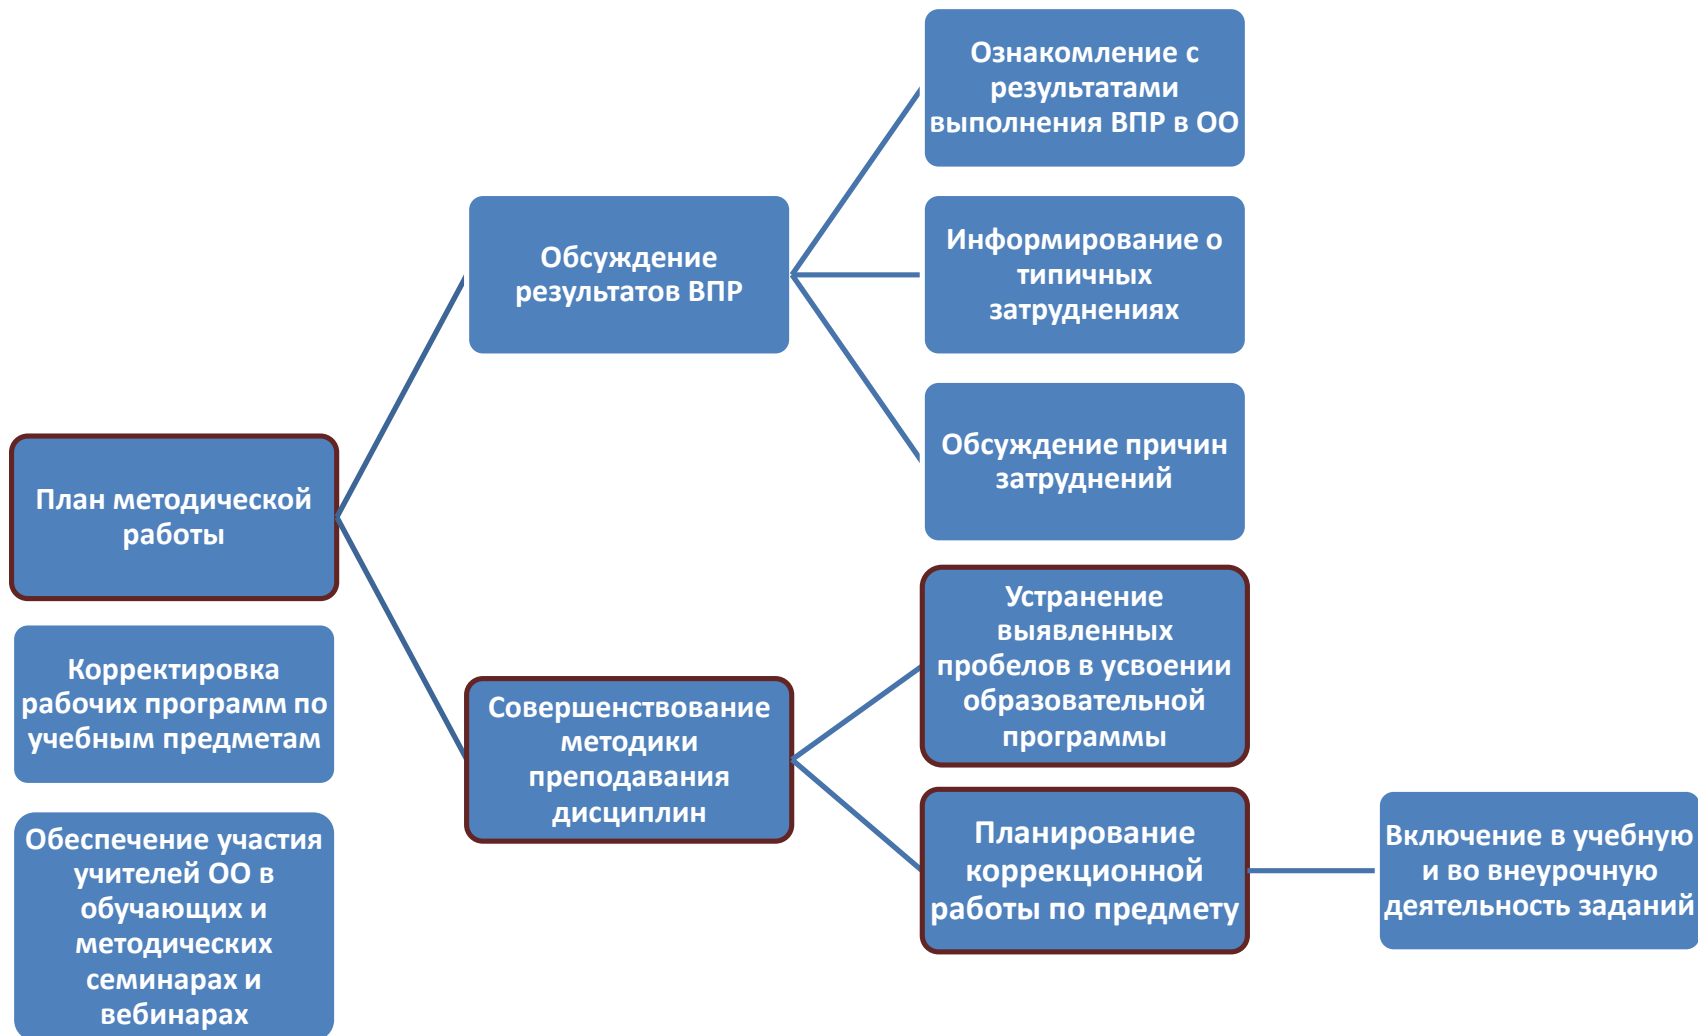 План методической
работы
Корректировка
рабочих программ по
учебным предметам
Обеспечение участия
учителей ОО в
обучающих и
методических
семинарах и
вебинарах
Обсуждение
результатов ВПР
Совершенствование
методики
преподавания
дисциплин
Ознакомление с
результатами
выполнения ВПР в ОО
Информирование о
типичных
затруднениях
Обсуждение причин
затруднений
Устранение
выявленных
пробелов в усвоении
образовательной
программы
Планирование
коррекционной
работы по предмету
Включение в учебную
и во внеурочную
деятельность заданий